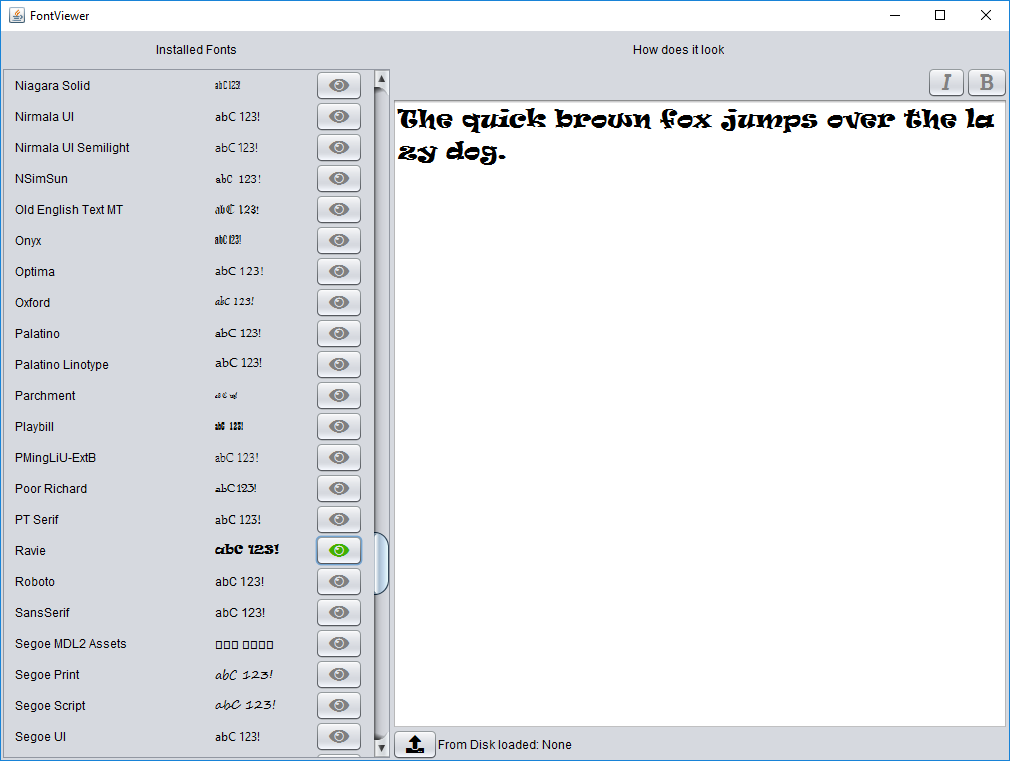 FontViewer
Installed Fonts
How does it look
I B
Niagara Solid abC 123!
Nirmala UI abC 123!
Nirmala UI Semilight abC 123!
NSimSun abC 123!
Old English Text MT abC 123!
Onyx abC 123!
Optima abC 123!
Oxford abC 123!
Palatino abC 123!
Palatino Linotype abC 123!
Parchment
Playbill abC 123!
PMingLiU-ExtB abC 123!
Poor Richard abC 123!
PT Serif abC 123!
Ravie abC 123!
Roboto abC 123!
SansSerif abC 123!
Segoe MDL2 Assets ▯▯▯ ▯▯▯▯
Segoe Print abC 123!
Segoe Script abC 123!
Segoe UI abC 123!
The quick brown fox jumps over the la
zy dog.
From Disk loaded: None